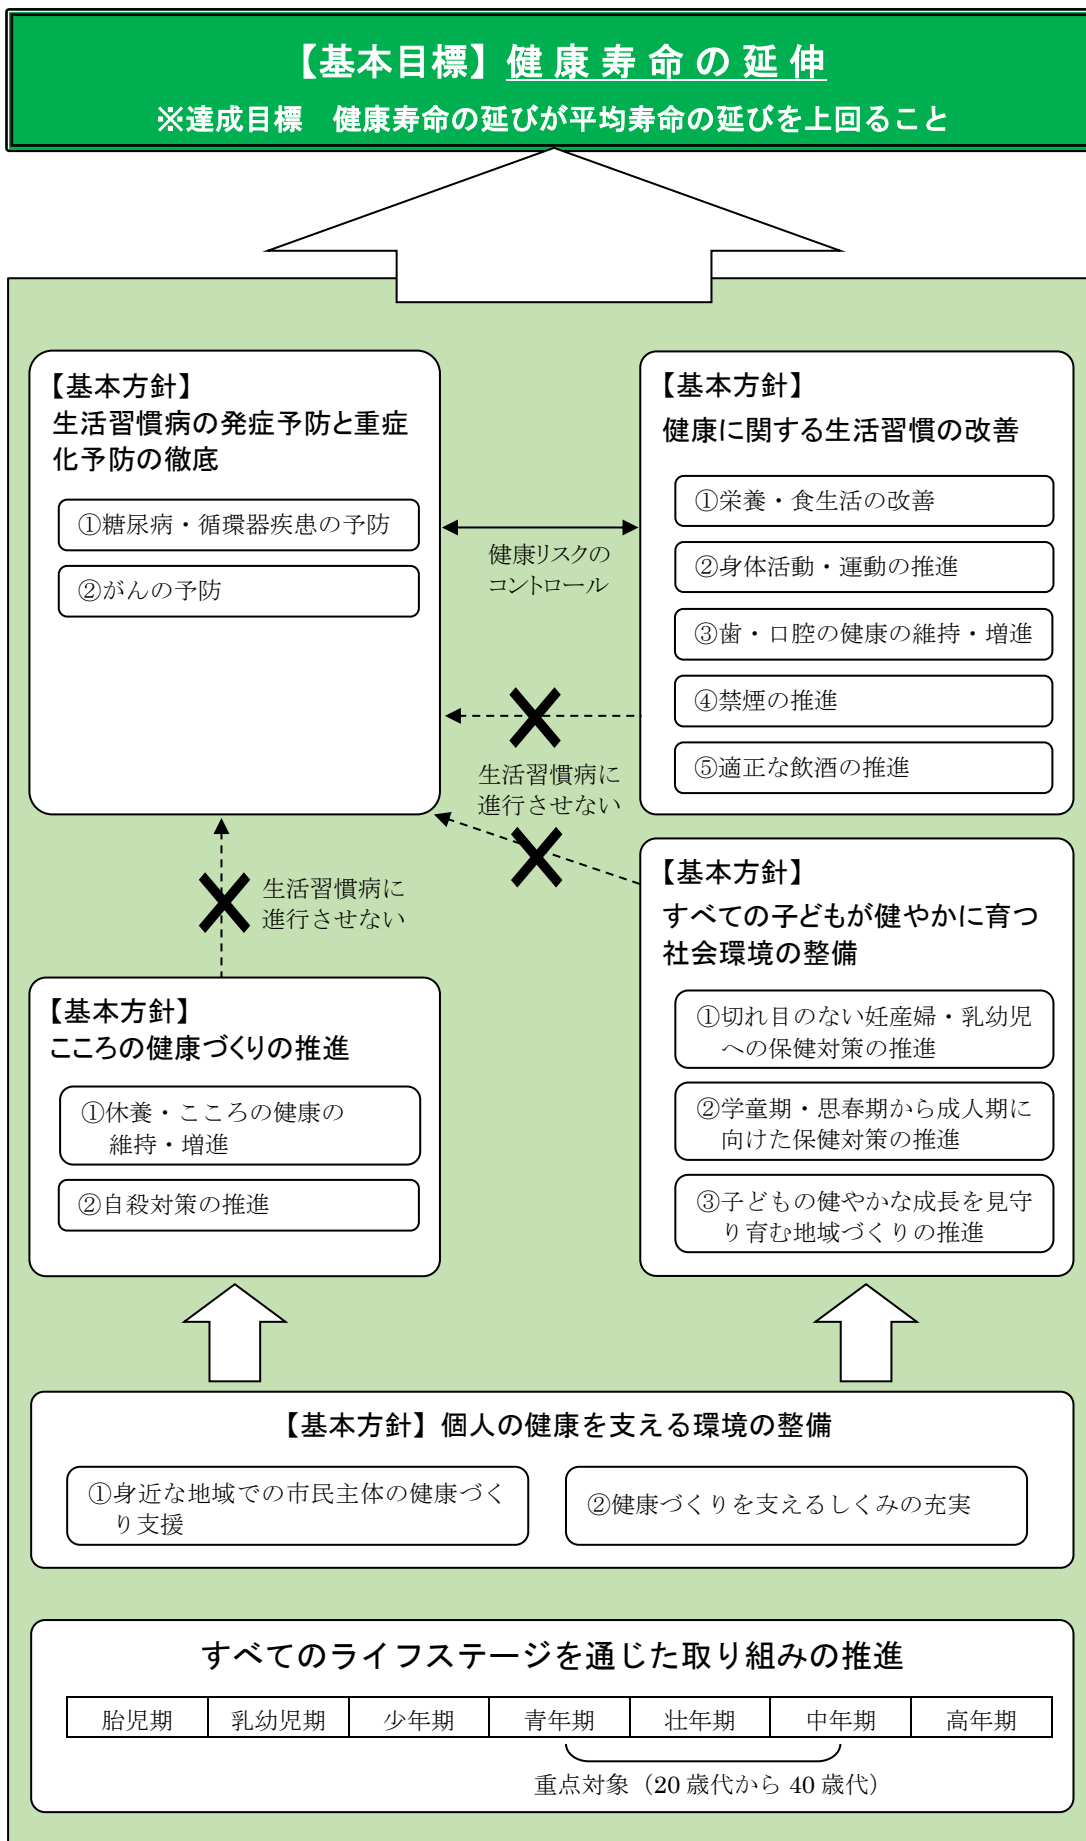 【基本目標】健康寿命の延伸
※達成目標　健康寿命の延びが平均寿命の延びを上回ること
【基本方針】
生活習慣病の発症予防と重症
化予防の徹底
①糖尿病・循環器疾患の予防
②がんの予防
健康リスクの
コントロール
【基本方針】
健康に関する生活習慣の改善
①栄養・食生活の改善
②身体活動・運動の推進
③歯・口腔の健康の維持・増進
④禁煙の推進
⑤適正な飲酒の推進
生活習慣病に
進行させない
生活習慣病に
進行させない
【基本方針】
すべての子どもが健やかに育つ
社会環境の整備
①切れ目のない妊産婦・乳幼児
への保健対策の推進
②学童期・思春期から成人期に
向けた保健対策の推進
③子どもの健やかな成長を見守
り育む地域づくりの推進
【基本方針】
こころの健康づくりの推進
①休養・こころの健康の
維持・増進
②自殺対策の推進
【基本方針】個人の健康を支える環境の整備
①身近な地域での市民主体の健康づく
り支援
②健康づくりを支えるしくみの充実
すべてのライフステージを通じた取り組みの推進
胎児期 乳幼児期 少年期 青年期 壮年期 中年期 高年期
重点対象（20 歳代から 40 歳代）